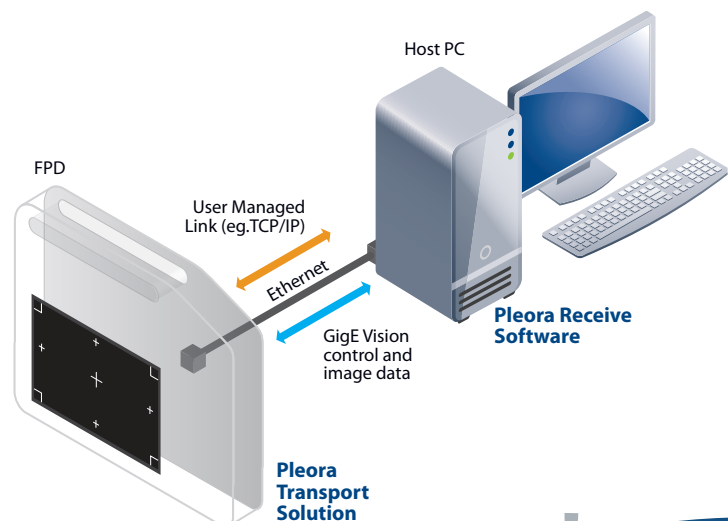 Host PC
FPD
User Managed
Link (eg.TCP/IP)
Ethernet
GigE Vision
control and
image data
Pleora Receive
Software
Pleora
Transport
Solution